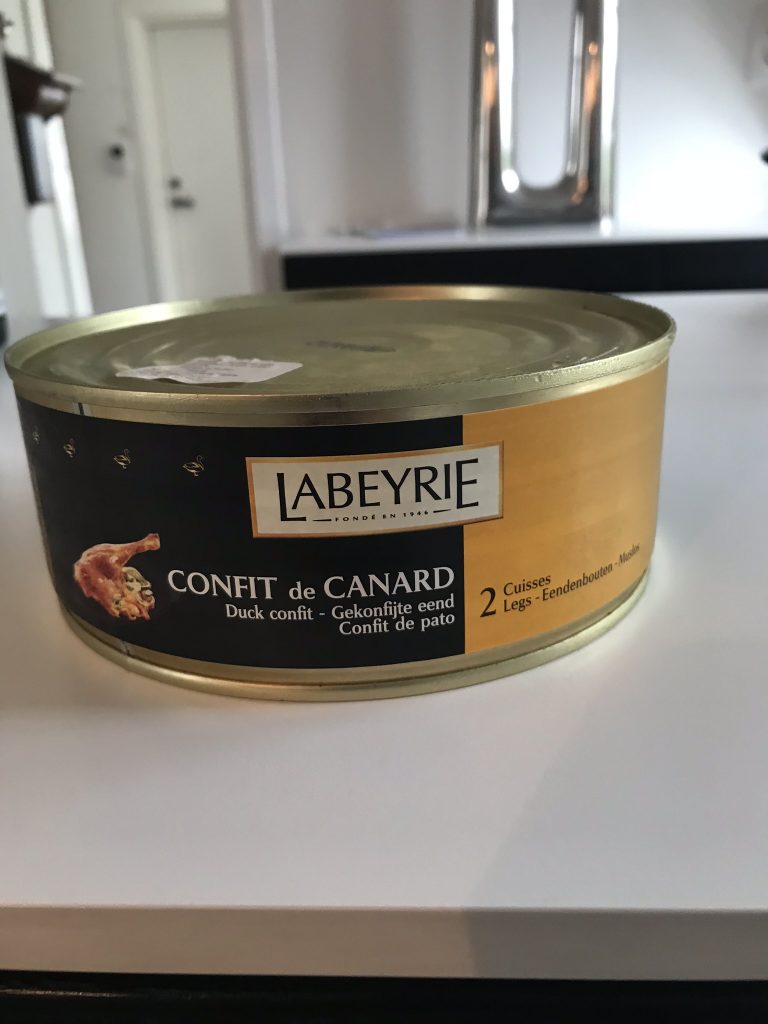 LABEYRIE
FONDÉ EN 1946
CONFIT de CANARD
Duck confit - Gekonfijte eend
Confit de pato
2 Cuisses
Legs - Eendenbouten - Muslos